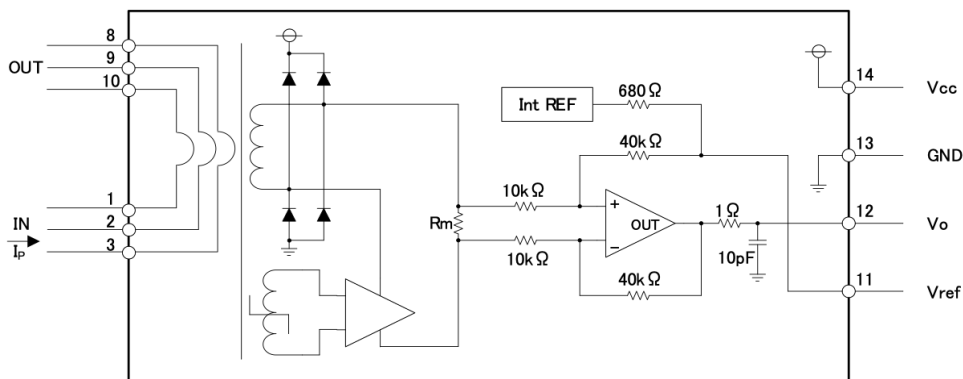 8
OUT
9
10
14
Vcc
680Ω
Int REF
40kΩ
13
GND
10kΩ
1
IN
2
Rm
+
OUT
1Ω
12
Vo
I_P
3
−
10kΩ
10pF
40kΩ
11
Vref